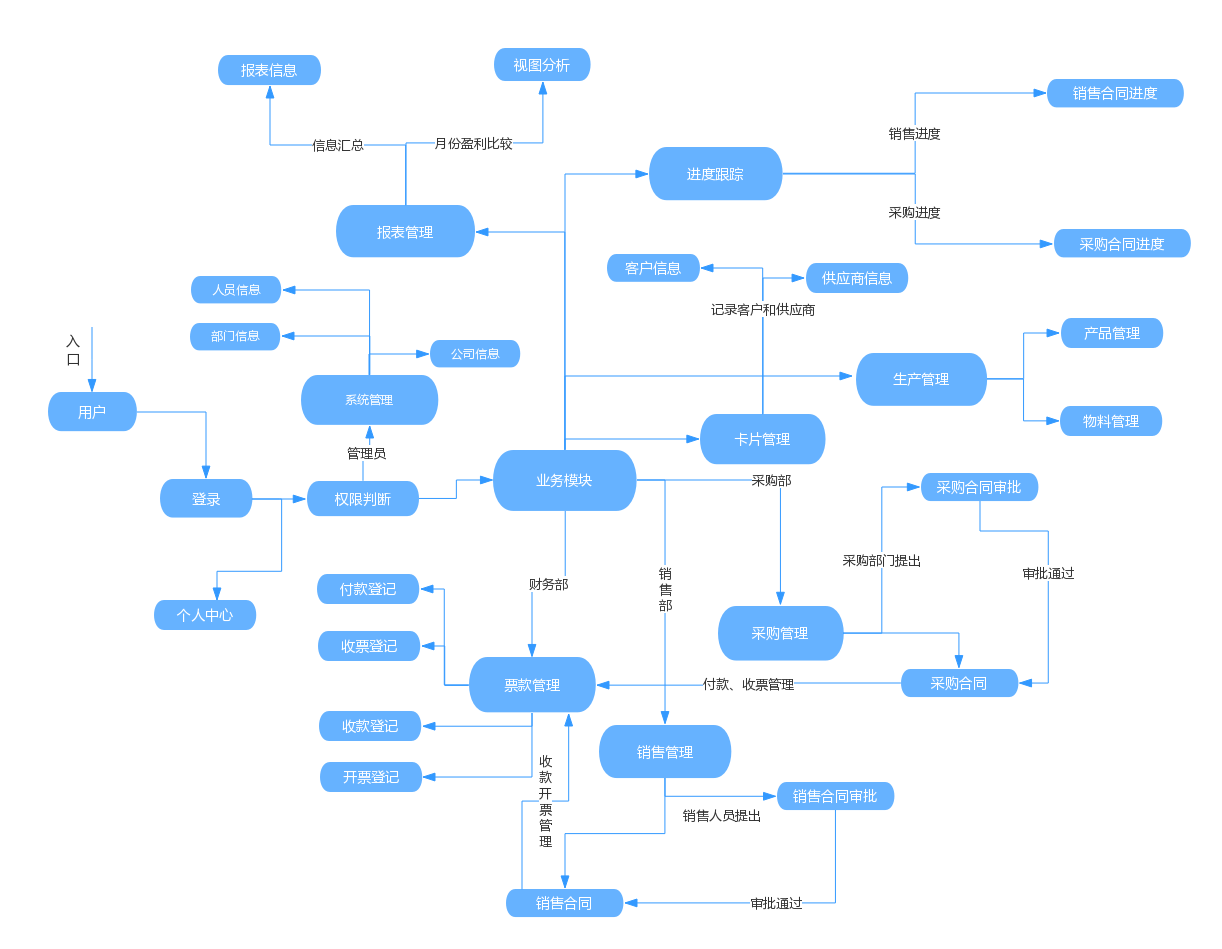 视图分析
报表信息
销售合同进度
销售进度
信息汇总
月份盈利比较
进度跟踪
采购进度
报表管理
采购合同进度
客户信息
供应商信息
人员信息
记录客户和供应商
部门信息
产品管理
入
口
公司信息
生产管理
系统管理
用户
物料管理
卡片管理
管理员
业务模块
采购部
采购合同审批
登录
权限判断
采购部门提出
审批通过
销
售
部
财务部
付款登记
个人中心
采购管理
收票登记
票款管理
付款、收票管理
采购合同
收款登记
销售管理
收
款
开
票
管
理
开票登记
销售合同审批
销售人员提出
销售合同
审批通过